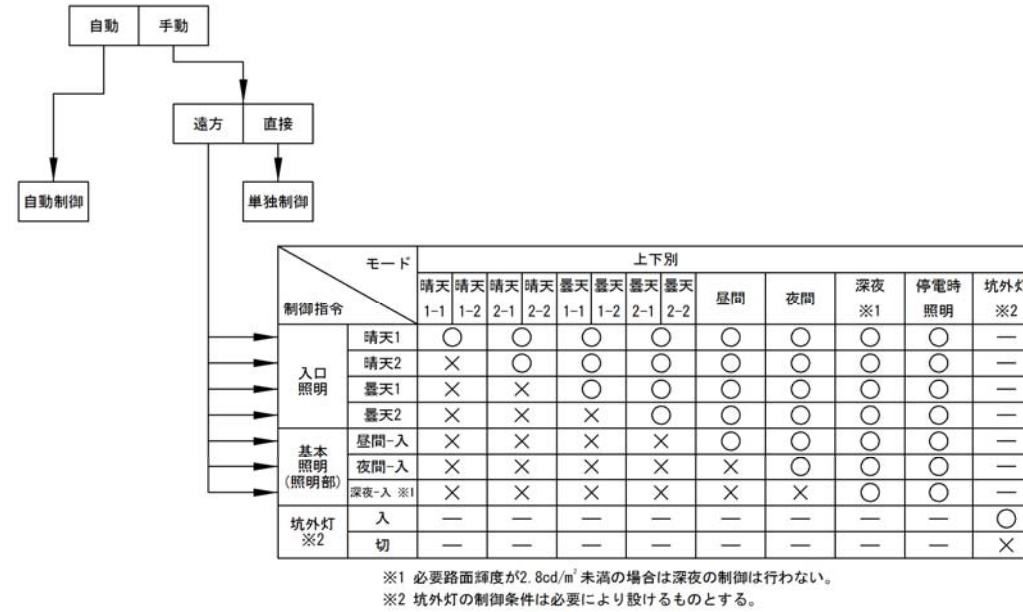 自動 手動
遠方 直接
自動制御 単独制御
モード 上下別
制御指令 晴天1-1 晴天1-2 晴天2-1 晴天2-2 曇天1-1 曇天1-2 曇天2-1 曇天2-2 昼間 夜間 深夜※1 停電時照明 坑外灯※2
入口照明 晴天1 ○ ○ ○ ○ ○ ○ ○ ○ —
晴天2 × ○ ○ ○ ○ ○ ○ ○ —
曇天1 × × ○ ○ ○ ○ ○ ○ —
曇天2 × × × ○ ○ ○ ○ ○ —
基本照明(照明部) 昼間-入 × × × × ○ ○ ○ ○ —
夜間-入 × × × × × ○ ○ ○ —
深夜-入 ※1 × × × × × × ○ ○ —
坑外灯※2 入 — — — — — — — — ○
切 — — — — — — — — ×
※1 必要路面輝度が2.8cd/㎡未満の場合は深夜の制御は行わない。
※2 坑外灯の制御条件は必要により設けるものとする。